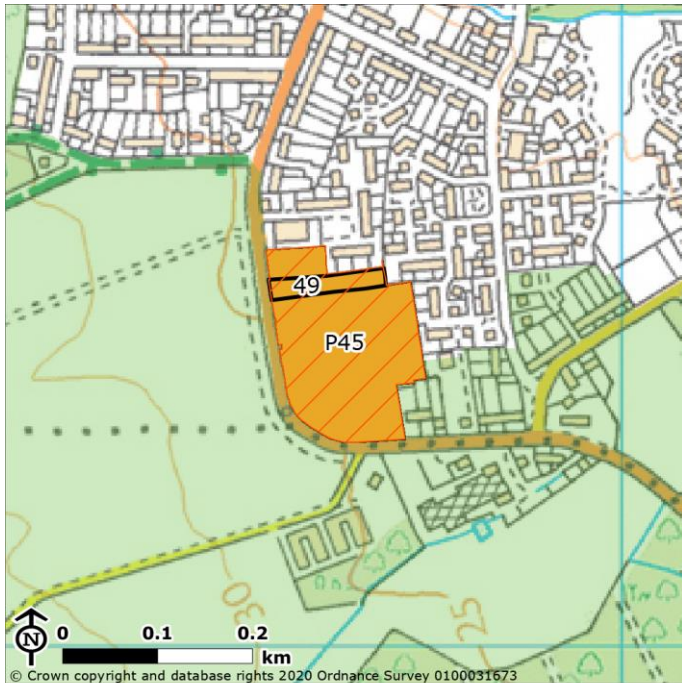 49
P45
30
25
N
0 0.1 0.2
km
© Crown copyright and database rights 2020 Ordnance Survey 0100031673